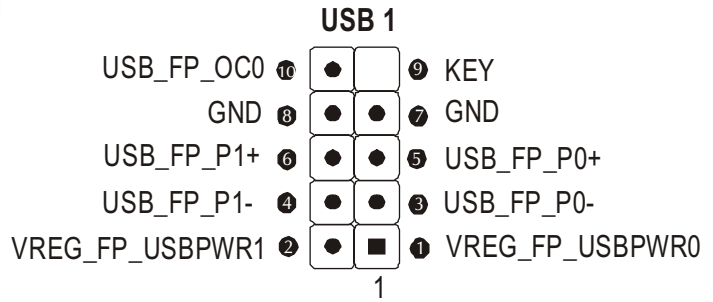 USB 1
USB_FP_OC0 10 9 KEY
GND 8 7 GND
USB_FP_P1+ 6 5 USB_FP_P0+
USB_FP_P1- 4 3 USB_FP_P0-
VREG_FP_USBPWR1 2 1 VREG_FP_USBPWR0
1